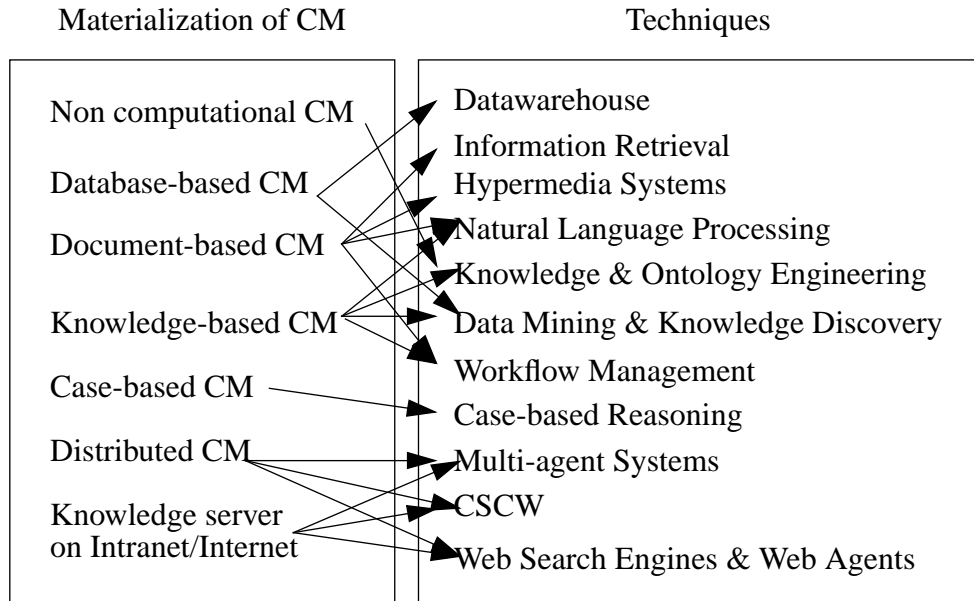 Materialization of CM
Techniques
Non computational CM
Database-based CM
Document-based CM
Knowledge-based CM
Case-based CM
Distributed CM
Knowledge server
on Intranet/Internet
Datawarehouse
Information Retrieval
Hypermedia Systems
Natural Language Processing
Knowledge & Ontology Engineering
Data Mining & Knowledge Discovery
Workflow Management
Case-based Reasoning
Multi-agent Systems
CSCW
Web Search Engines & Web Agents